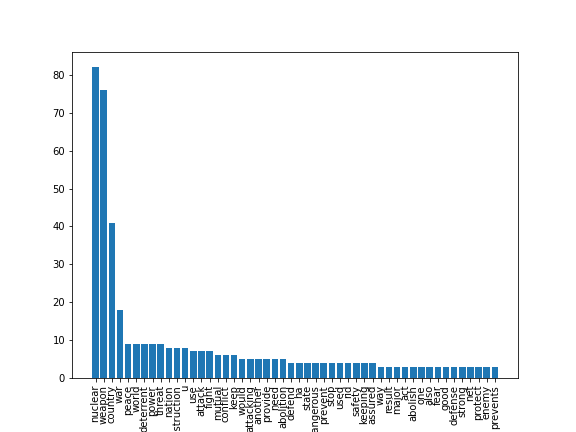 80
70
60
50
40
30
20
10
0
nuclear
weapon
country
war
peace
world
deterrent
power
threat
nation
struction
u
use
attack
fight
mutual
conflict
keep
would
attacking
another
provide
need
abolition
defend
ha
state
angerous
prevent
stop
used
rid
safety
keeping
assured
way
result
major
act
abolish
one
also
fear
good
defense
strong
net
protect
enemy
prevents